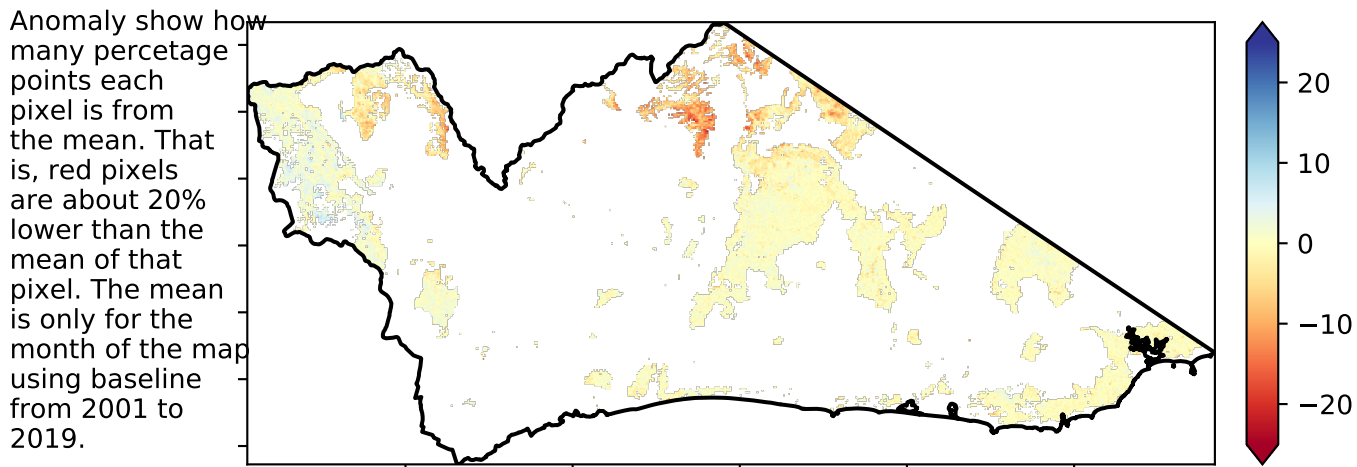 Anomaly show how
many percetage
points each
pixel is from
the mean. That
is, red pixels
are about 20%
lower than the
mean of that
pixel. The mean
is only for the
month of the map
using baseline
from 2001 to
2019.
20
10
0
−10
−20